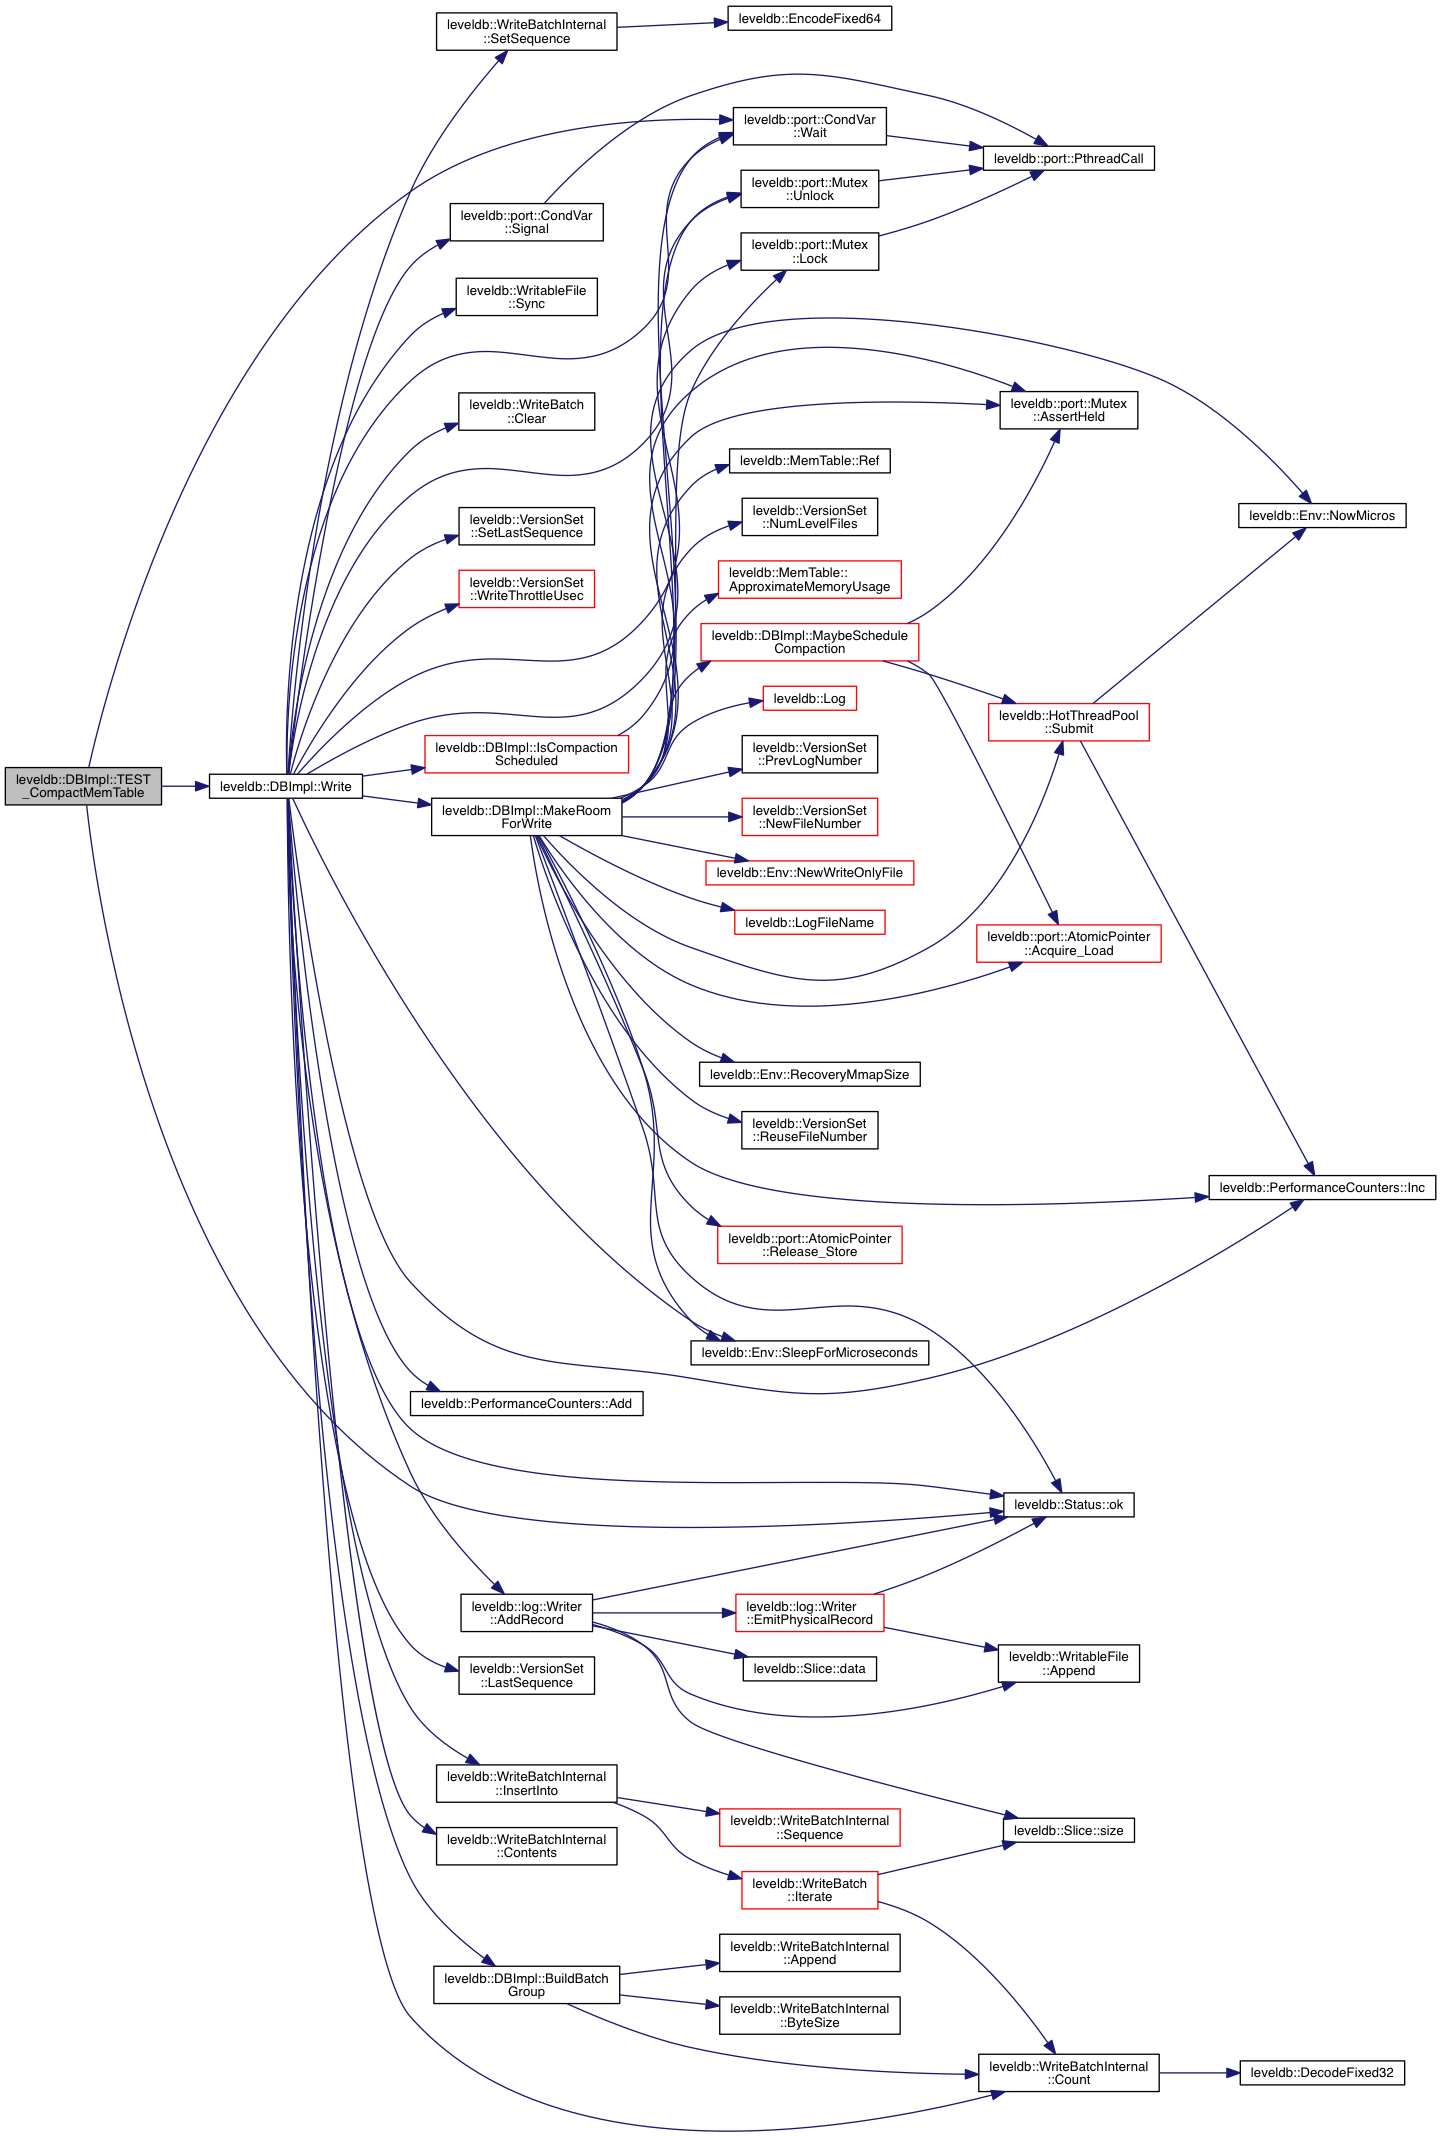 leveldb::WriteBatchInternal
::SetSequence
leveldb::EncodeFixed64
leveldb::port::CondVar
::Wait
leveldb::port::PthreadCall
leveldb::port::Mutex
::Unlock
leveldb::port::CondVar
::Signal
leveldb::port::Mutex
::Lock
leveldb::WritableFile
::Sync
leveldb::WriteBatch
::Clear
leveldb::port::Mutex
::AssertHeld
leveldb::MemTable::Ref
leveldb::VersionSet
::NumLevelFiles
leveldb::Env::NowMicros
leveldb::VersionSet
::SetLastSequence
leveldb::VersionSet
::WriteThrottleUsec
leveldb::MemTable::
ApproximateMemoryUsage
leveldb::DBImpl::MaybeSchedule
Compaction
leveldb::Log
leveldb::HotThreadPool
::Submit
leveldb::DBImpl::IsCompaction
Scheduled
leveldb::VersionSet
::PrevLogNumber
leveldb::DBImpl::TEST
_CompactMemTable
leveldb::DBImpl::Write
leveldb::DBImpl::MakeRoom
ForWrite
leveldb::VersionSet
::NewFileNumber
leveldb::Env::NewWriteOnlyFile
leveldb::LogFileName
leveldb::port::AtomicPointer
::Acquire_Load
leveldb::Env::RecoveryMmapSize
leveldb::VersionSet
::ReuseFileNumber
leveldb::PerformanceCounters::Inc
leveldb::port::AtomicPointer
::Release_Store
leveldb::Env::SleepForMicroseconds
leveldb::PerformanceCounters::Add
leveldb::Status::ok
leveldb::log::Writer
::AddRecord
leveldb::log::Writer
::EmitPhysicalRecord
leveldb::Slice::data
leveldb::WritableFile
::Append
leveldb::VersionSet
::LastSequence
leveldb::WriteBatchInternal
::InsertInto
leveldb::WriteBatchInternal
::Sequence
leveldb::Slice::size
leveldb::WriteBatchInternal
::Contents
leveldb::WriteBatch
::Iterate
leveldb::WriteBatchInternal
::Append
leveldb::DBImpl::BuildBatch
Group
leveldb::WriteBatchInternal
::ByteSize
leveldb::WriteBatchInternal
::Count
leveldb::DecodeFixed32